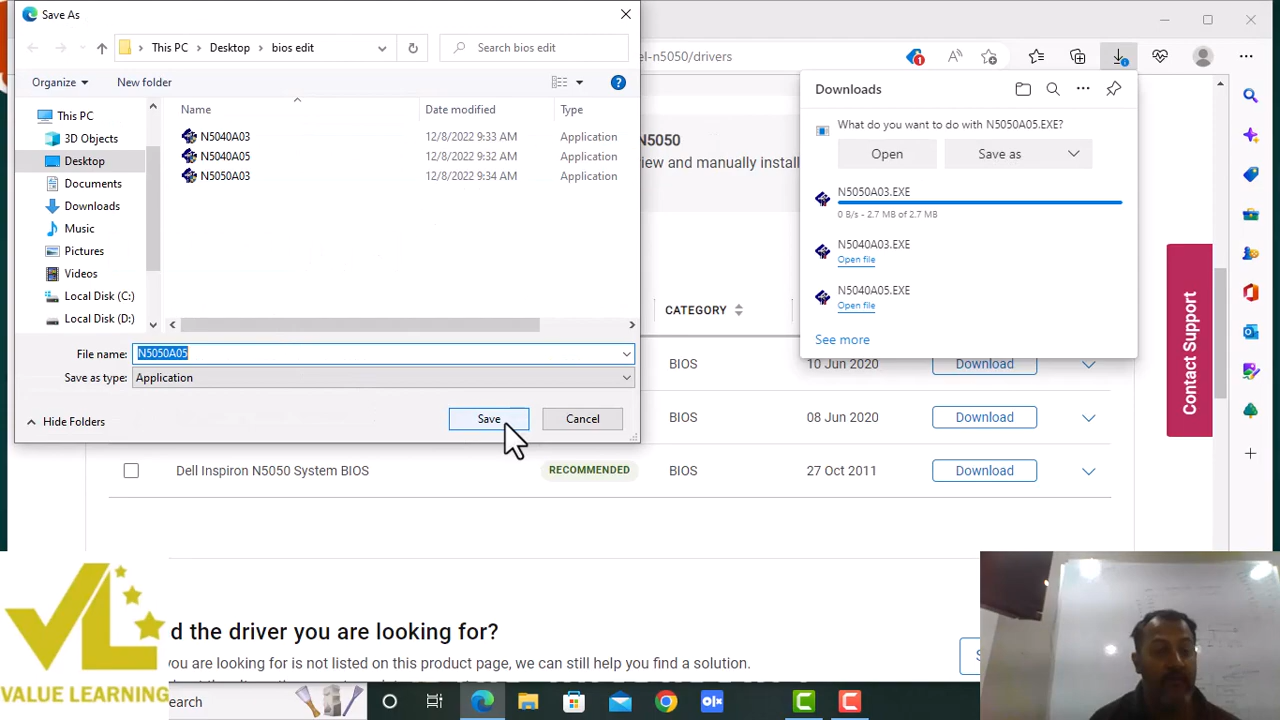 Save As
This PC
Desktop
bios edit
Search bios edit
Organize
New folder
Name
Date modified
Type
This PC
3D Objects
Desktop
Documents
Downloads
Music
Pictures
Videos
Local Disk (C:)
Local Disk (D:)
N5040A03 12/8/2022 9:33 AM Application
N5040A05 12/8/2022 9:32 AM Application
N5050A03 12/8/2022 9:34 AM Application
File name: N5050A05
Save as type: Application
Hide Folders
Save
Cancel
el-n5050/drivers
1
Downloads
What do you want to do with N5050A05.EXE?
Open
Save as
N5050A03.EXE
0 B/s - 2.7 MB of 2.7 MB
N5040A03.EXE
Open file
N5040A05.EXE
Open file
See more
N5050
view and manually install
CATEGORY
BIOS 10 Jun 2020 Download
BIOS 08 Jun 2020 Download
Dell Inspiron N5050 System BIOS RECOMMENDED BIOS 27 Oct 2011 Download
Contact Support
d the driver you are looking for?
you are looking for is not listed on this product page, we can still help you find a solution.
VL
VALUE LEARNING
earch